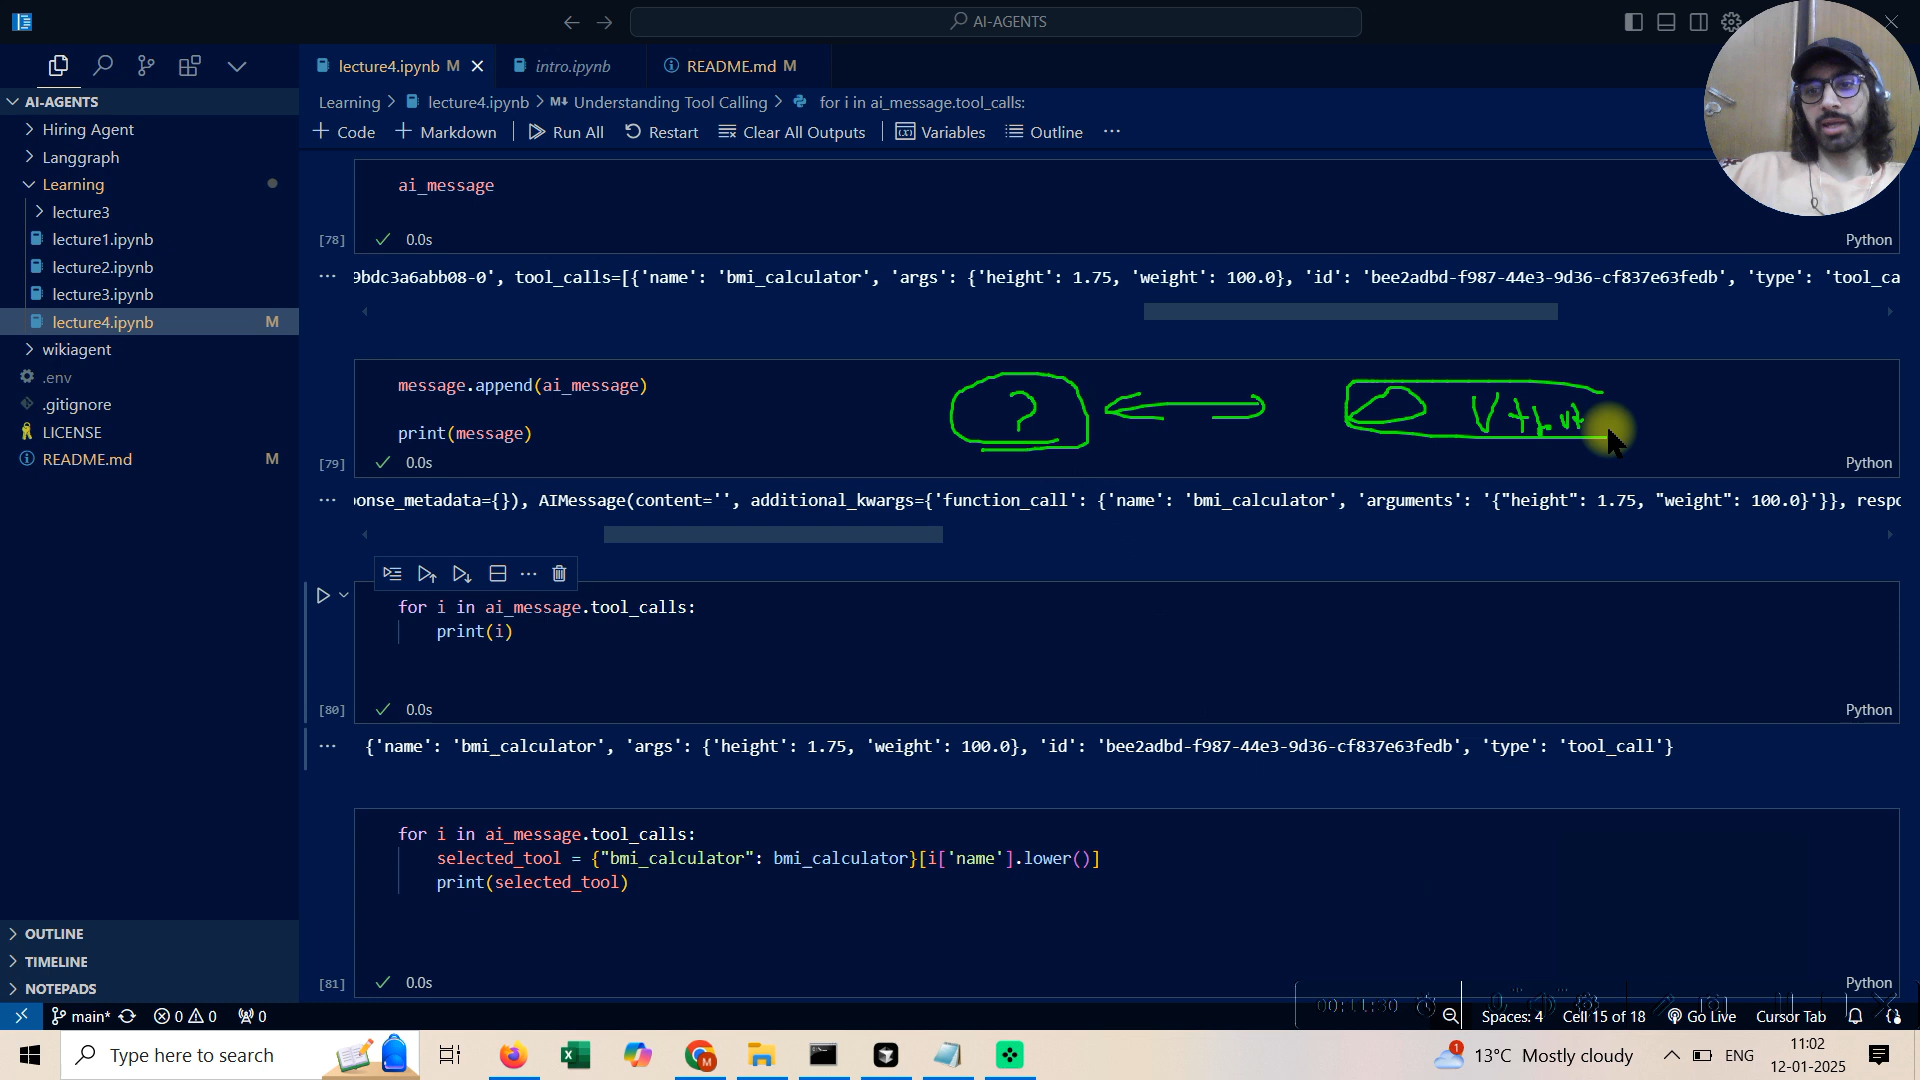 AI-AGENTS
lecture4.ipynb M
intro.ipynb
README.md M
AI-AGENTS
Hiring Agent
Langgraph
Learning
lecture3
lecture1.ipynb
lecture2.ipynb
lecture3.ipynb
lecture4.ipynb M
wikiagent
.env
.gitignore
LICENSE
README.md M
OUTLINE
TIMELINE
NOTEPADS
Learning > lecture4.ipynb > M↓ Understanding Tool Calling > for i in ai_message.tool_calls:
+ Code + Markdown Run All Restart Clear All Outputs Variables Outline ...
ai_message
[78] 0.0s Python
... 9bdc3a6abb08-0', tool_calls=[{'name': 'bmi_calculator', 'args': {'height': 1.75, 'weight': 100.0}, 'id': 'bee2adbd-f987-44e3-9d36-cf837e63fedb', 'type': 'tool_ca
message.append(ai_message)
print(message)
?
[79] 0.0s Python
... onse_metadata={}), AIMessage(content='', additional_kwargs={'function_call': {'name': 'bmi_calculator', 'arguments': '{"height": 1.75, "weight": 100.0}'}}, respo
for i in ai_message.tool_calls:
print(i)
[80] 0.0s Python
... {'name': 'bmi_calculator', 'args': {'height': 1.75, 'weight': 100.0}, 'id': 'bee2adbd-f987-44e3-9d36-cf837e63fedb', 'type': 'tool_call'}
for i in ai_message.tool_calls:
selected_tool = {"bmi_calculator": bmi_calculator}[i['name'].lower()]
print(selected_tool)
[81] 0.0s Python
00:11:30
main* 0 0 0 Spaces: 4 Cell 15 of 18 Go Live Cursor Tab
Type here to search 1 13°C Mostly cloudy ENG
11:02
12-01-2025